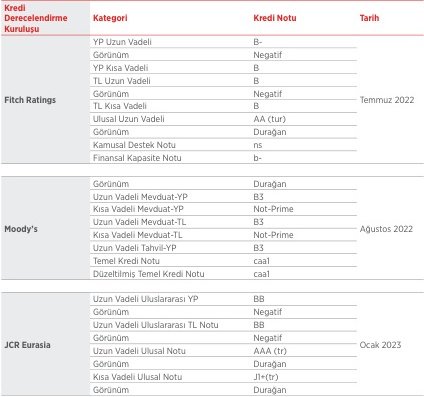 Kredi Derecelendirme Kuruluşu Kategori Kredi Notu Tarih
Fitch Ratings Temmuz 2022
YP Uzun Vadeli B-
Görünüm Negatif
YP Kısa Vadeli B
TL Uzun Vadeli B
Görünüm Negatif
TL Kısa Vadeli B
Ulusal Uzun Vadeli AA (tur)
Görünüm Durağan
Kamusal Destek Notu ns
Finansal Kapasite Notu b-
Moody's Ağustos 2022
Görünüm Durağan
Uzun Vadeli Mevduat-YP B3
Kısa Vadeli Mevduat-YP Not-Prime
Uzun Vadeli Mevduat-TL B3
Kısa Vadeli Mevduat-TL Not-Prime
Uzun Vadeli Tahvil-YP B3
Temel Kredi Notu caa1
Düzeltilmiş Temel Kredi Notu caa1
JCR Eurasia Ocak 2023
Uzun Vadeli Uluslararası YP BB
Görünüm Negatif
Uzun Vadeli Uluslararası TL Notu BB
Görünüm Negatif
Uzun Vadeli Ulusal Notu AAA (tr)
Görünüm Durağan
Kısa Vadeli Ulusal Notu J1+(tr)
Görünüm Durağan